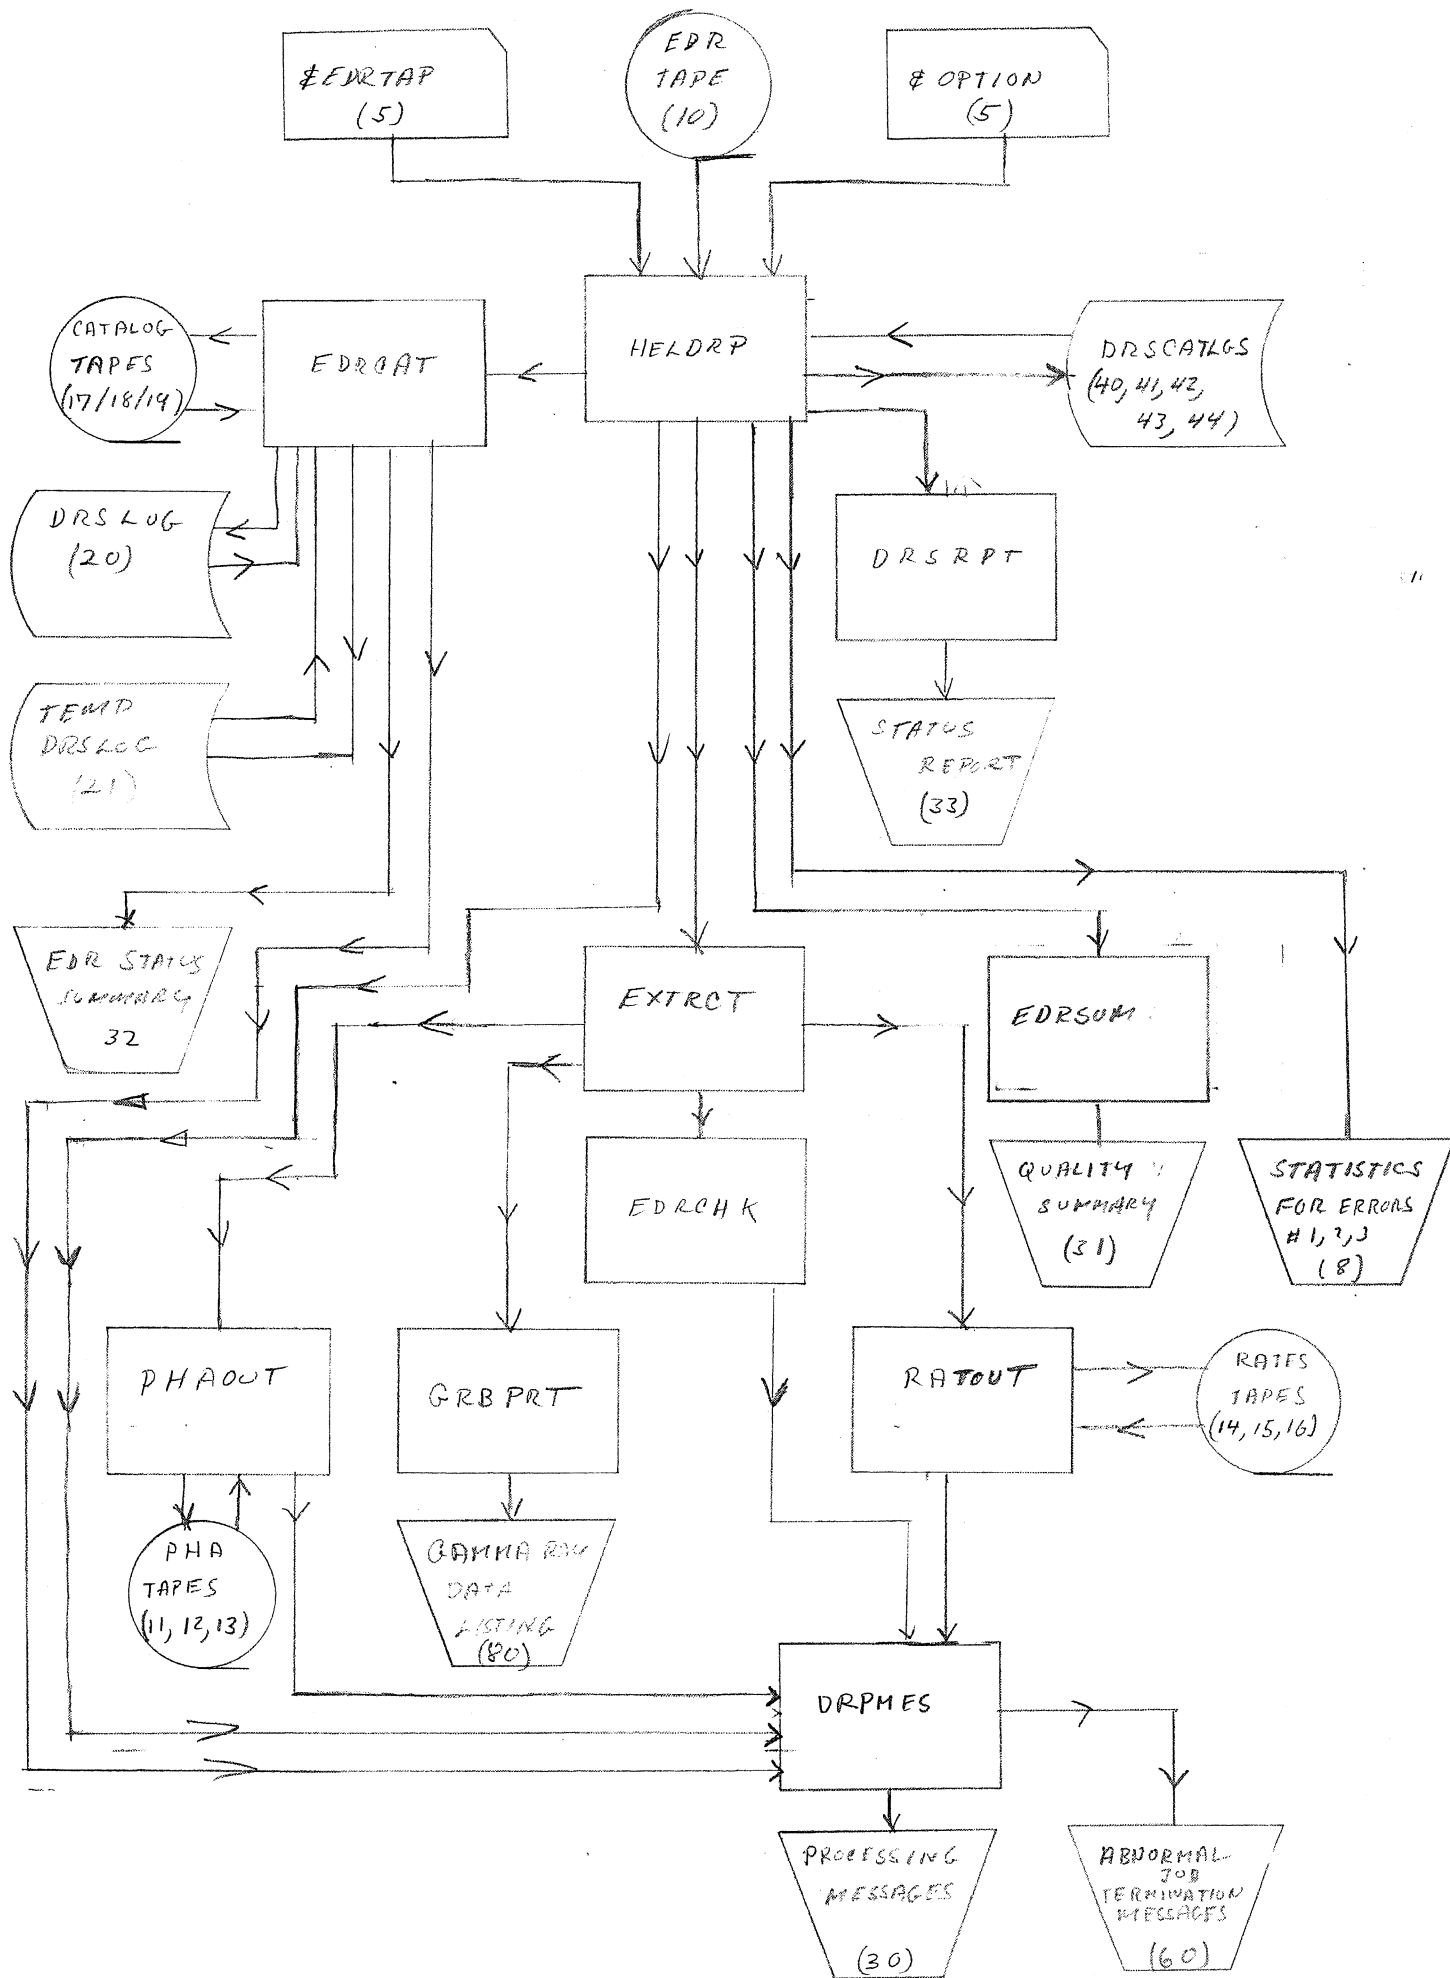 ¢EDRTAP
(5)
EDR
TAPE
(10)
¢ OPTION
(5)
CATALOG
TAPES
(17/18/19)
EDRCAT
HELDRP
DRSCATLGS
(40, 41, 42,
43, 44)
DRSLOG
(20)
DRSRPT
TEMP
DRSLOG
(21)
STATUS
REPORT
(33)
EDR STATUS
SUMMARY
32
EXTRCT
EDRSUM
EDRCHK
QUALITY
SUMMARY
(31)
STATISTICS
FOR ERRORS
#1, 2, 3
(8)
PHAOUT
GRBPRT
RATOUT
RATES
TAPES
(14, 15, 16)
PHA
TAPES
(11, 12, 13)
GAMMA RAY
DATA
LISTING
(80)
DRPMES
PROCESSING
MESSAGES
(30)
ABNORMAL
JOB
TERMINATION
MESSAGES
(60)